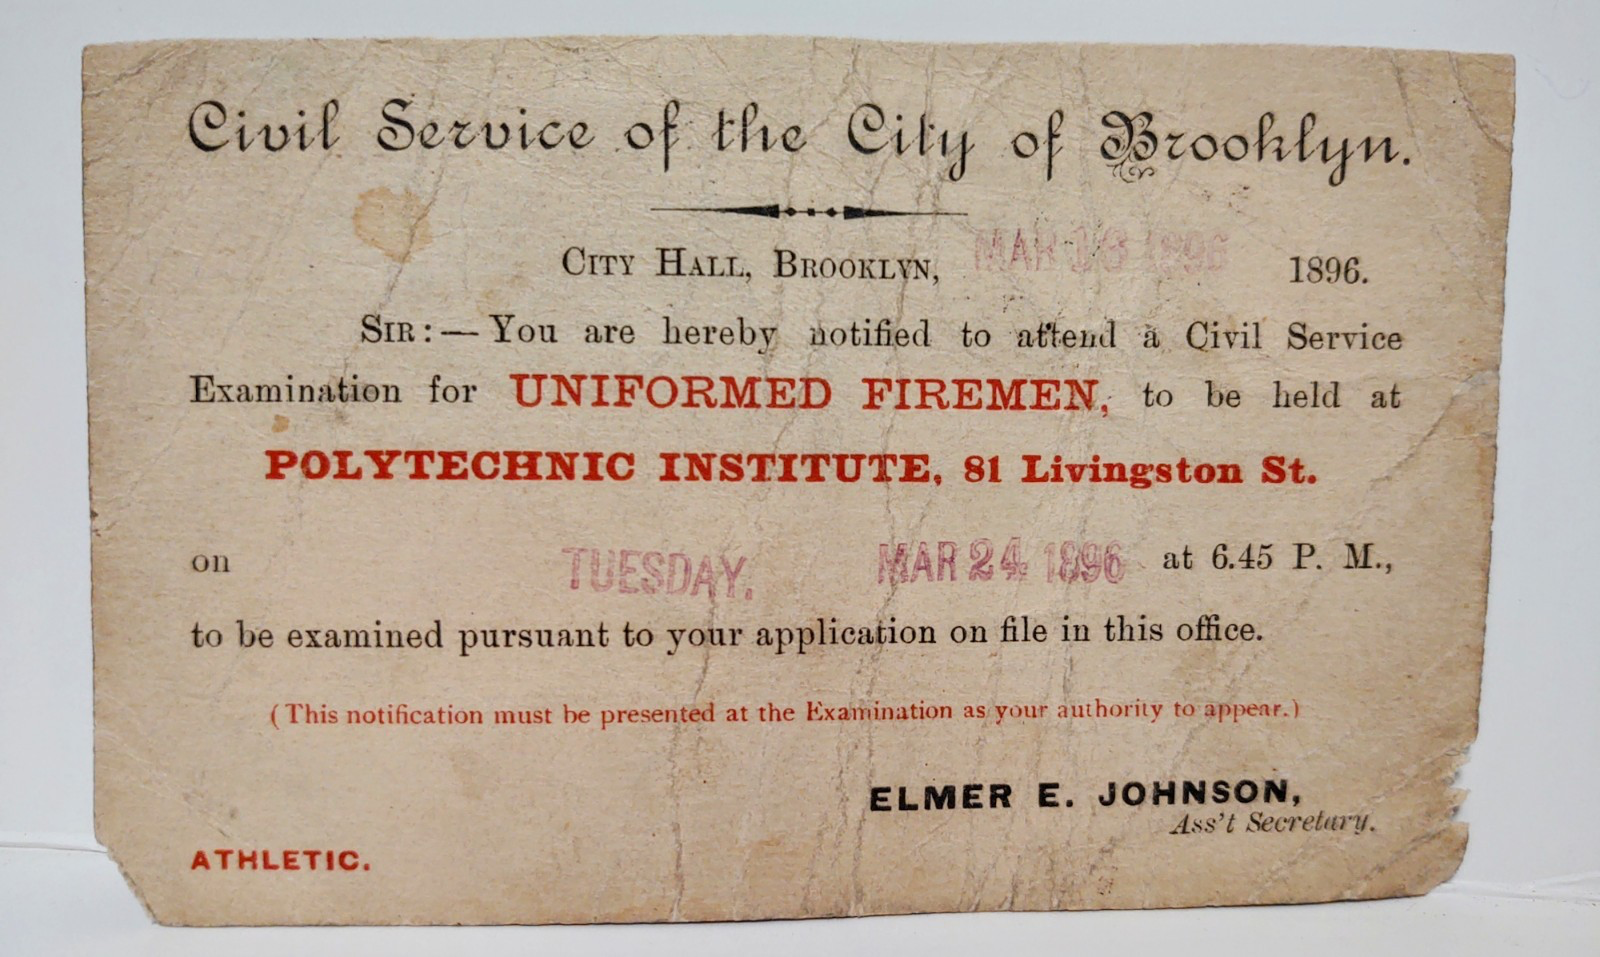 Civil Service of the City of Brooklyn.
CITY HALL, BROOKLYN, MAR 18 1896 1896.
SIR:— You are hereby notified to attend a Civil Service
Examination for UNIFORMED FIREMEN, to be held at
POLYTECHNIC INSTITUTE, 81 Livingston St.
on TUESDAY. MAR 24 1896 at 6.45 P. M.,
to be examined pursuant to your application on file in this office.
(This notification must be presented at the Examination as your authority to appear.)
ELMER E. JOHNSON,
Ass't Secretary.
ATHLETIC.